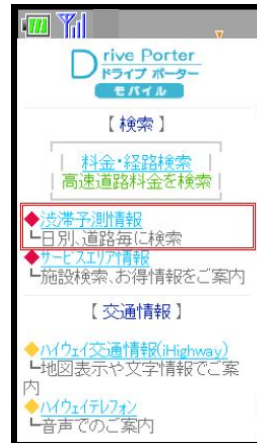 Drive Porter
ドライブ ポーター
モバイル
【 検索 】
料金・経路検索
高速道路料金を検索
◆渋滞予測情報
┗日別、道路毎に検索
◆サービスエリア情報
┗施設検索、お得情報をご案内
【 交通情報 】
◆ハイウェイ交通情報(iHighway)
┗地図表示や文字情報でご案
内
◆ハイウェイテレフォン
┗音声でのご案内